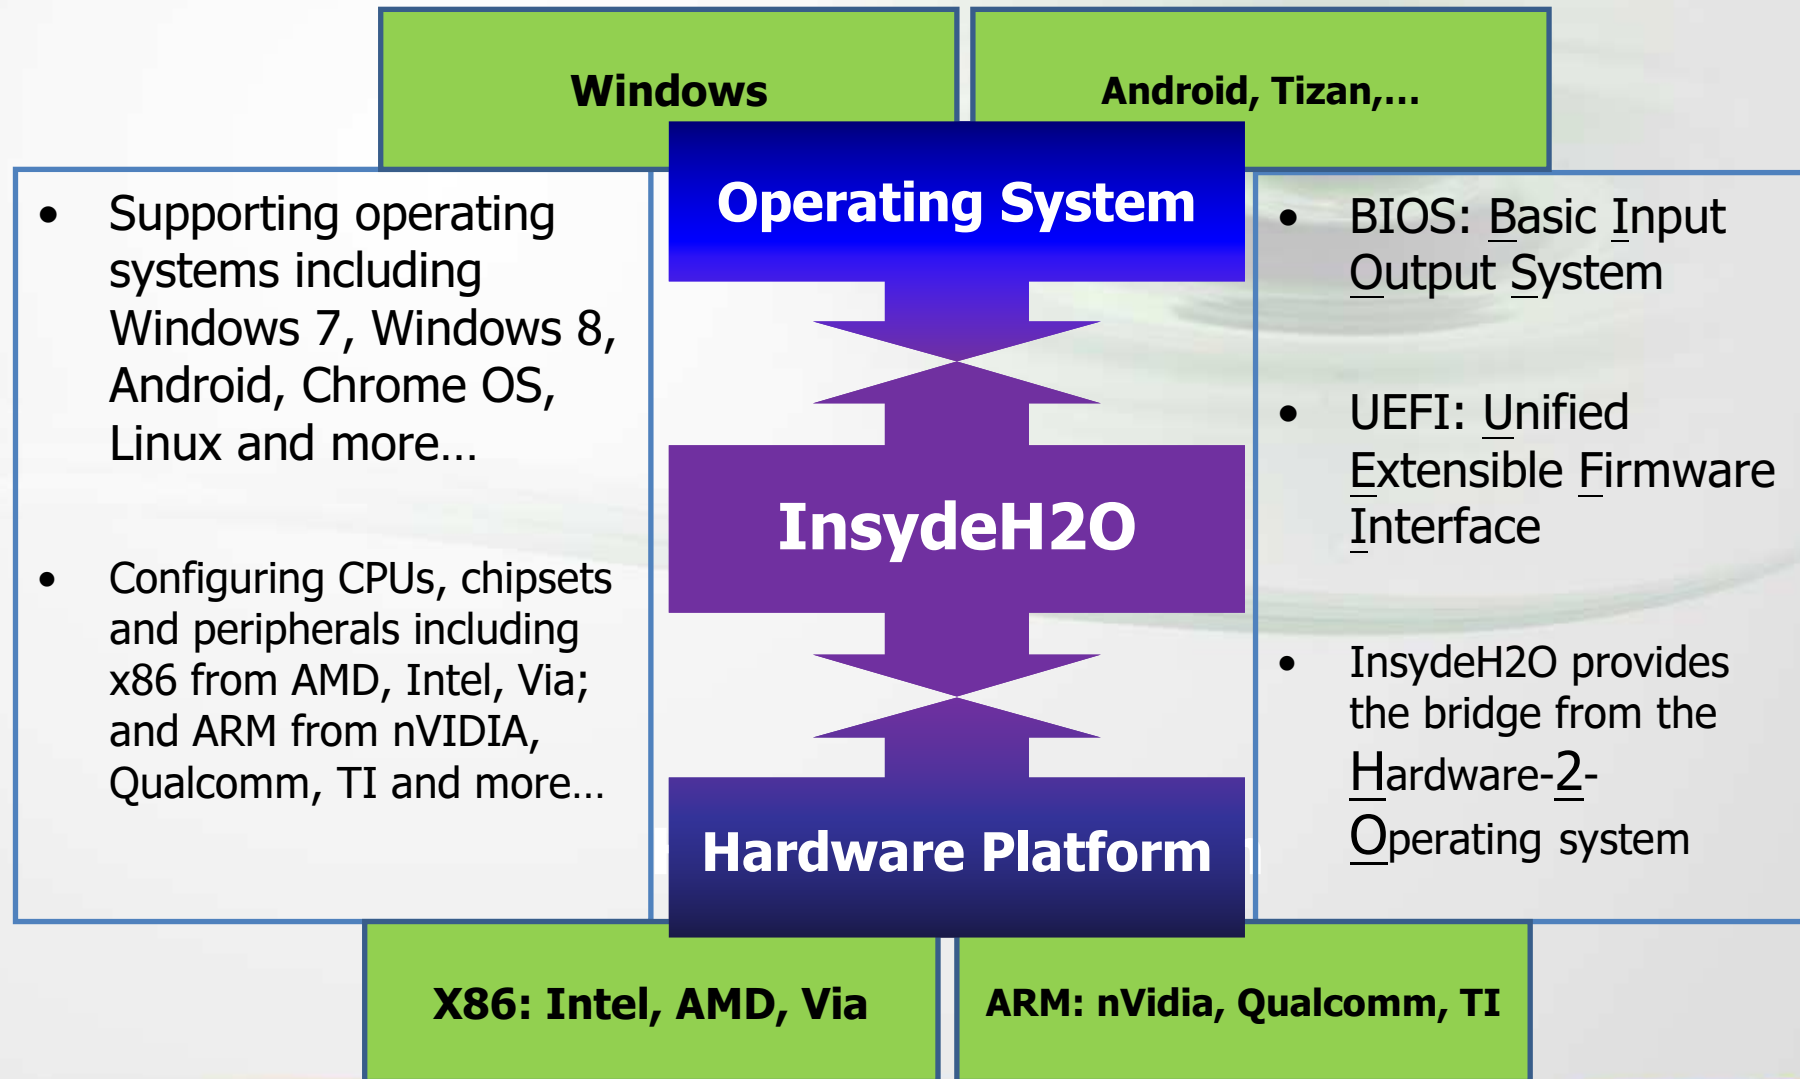 Windows
Android, Tizan,...
Operating System
• Supporting operating
systems including
Windows 7, Windows 8,
Android, Chrome OS,
Linux and more...
• Configuring CPUs, chipsets
and peripherals including
x86 from AMD, Intel, Via;
and ARM from nVIDIA,
Qualcomm, TI and more...
InsydeH2O
Hardware Platform
• BIOS: Basic Input
Output System
• UEFI: Unified
Extensible Firmware
Interface
• InsydeH2O provides
the bridge from the
Hardware-2-
Operating system
X86: Intel, AMD, Via
ARM: nVidia, Qualcomm, TI